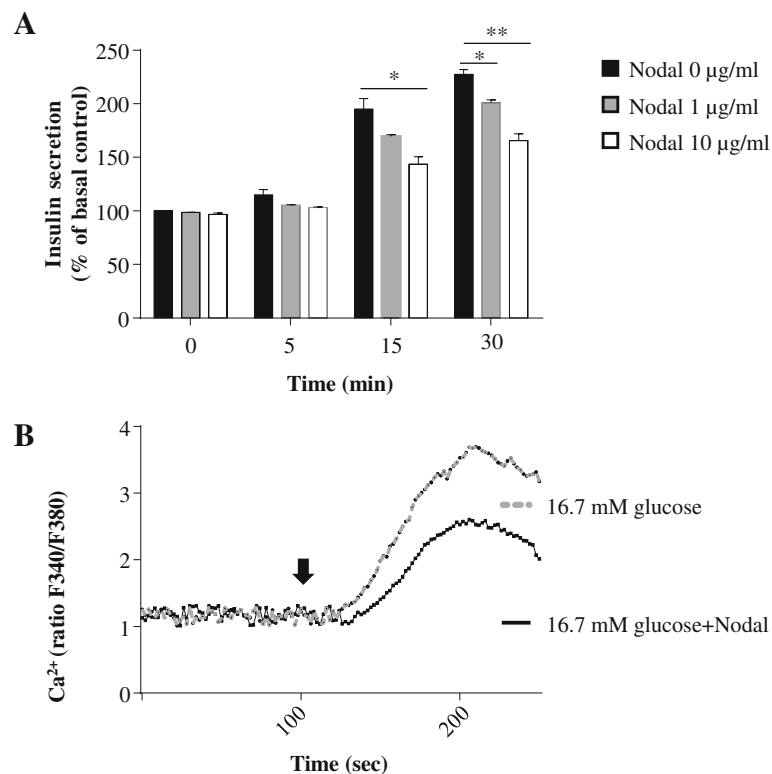 A
Insulin secretion
(% of basal control)
300
250
200
150
100
50
0
*
**
*
0
5
15
30
Time (min)
Nodal 0 µg/ml
Nodal 1 µg/ml
Nodal 10 µg/ml
B
Ca²⁺ (ratio F340/F380)
4
3
2
1
0
100
200
Time (sec)
16.7 mM glucose
16.7 mM glucose+Nodal